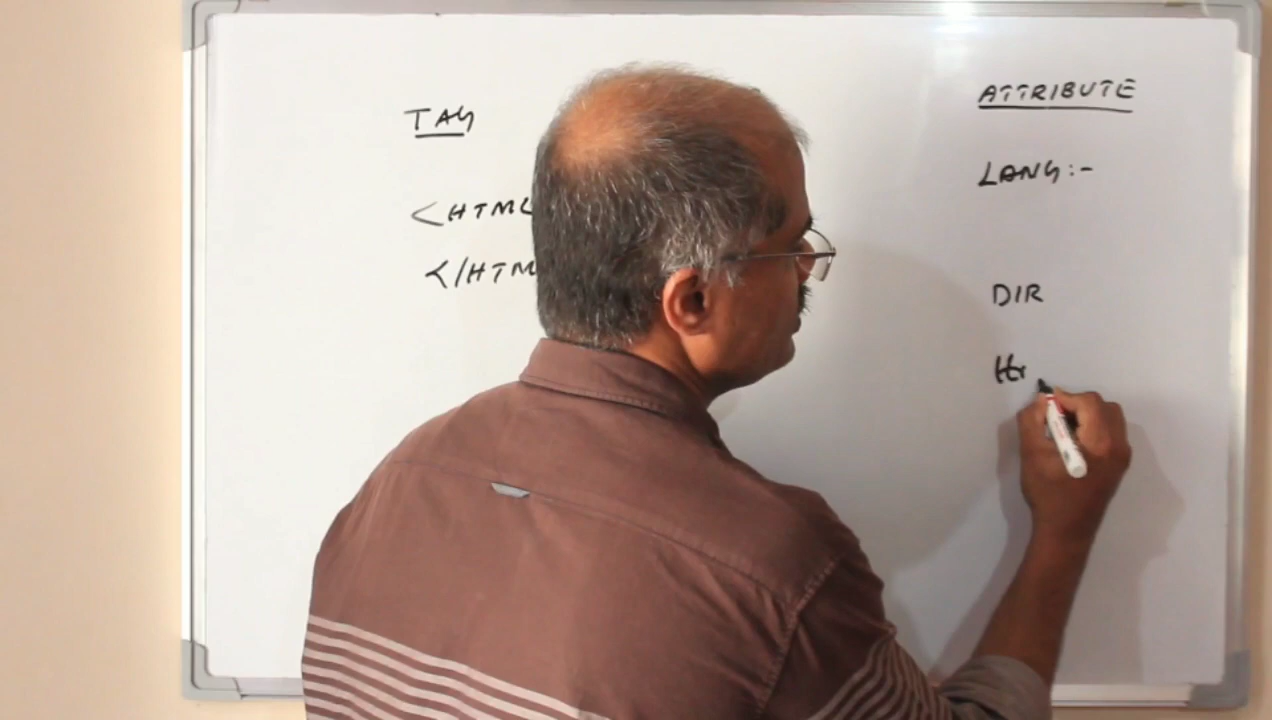 TAG
ATTRIBUTE
<HTML
LANG:-
</HTM
DIR